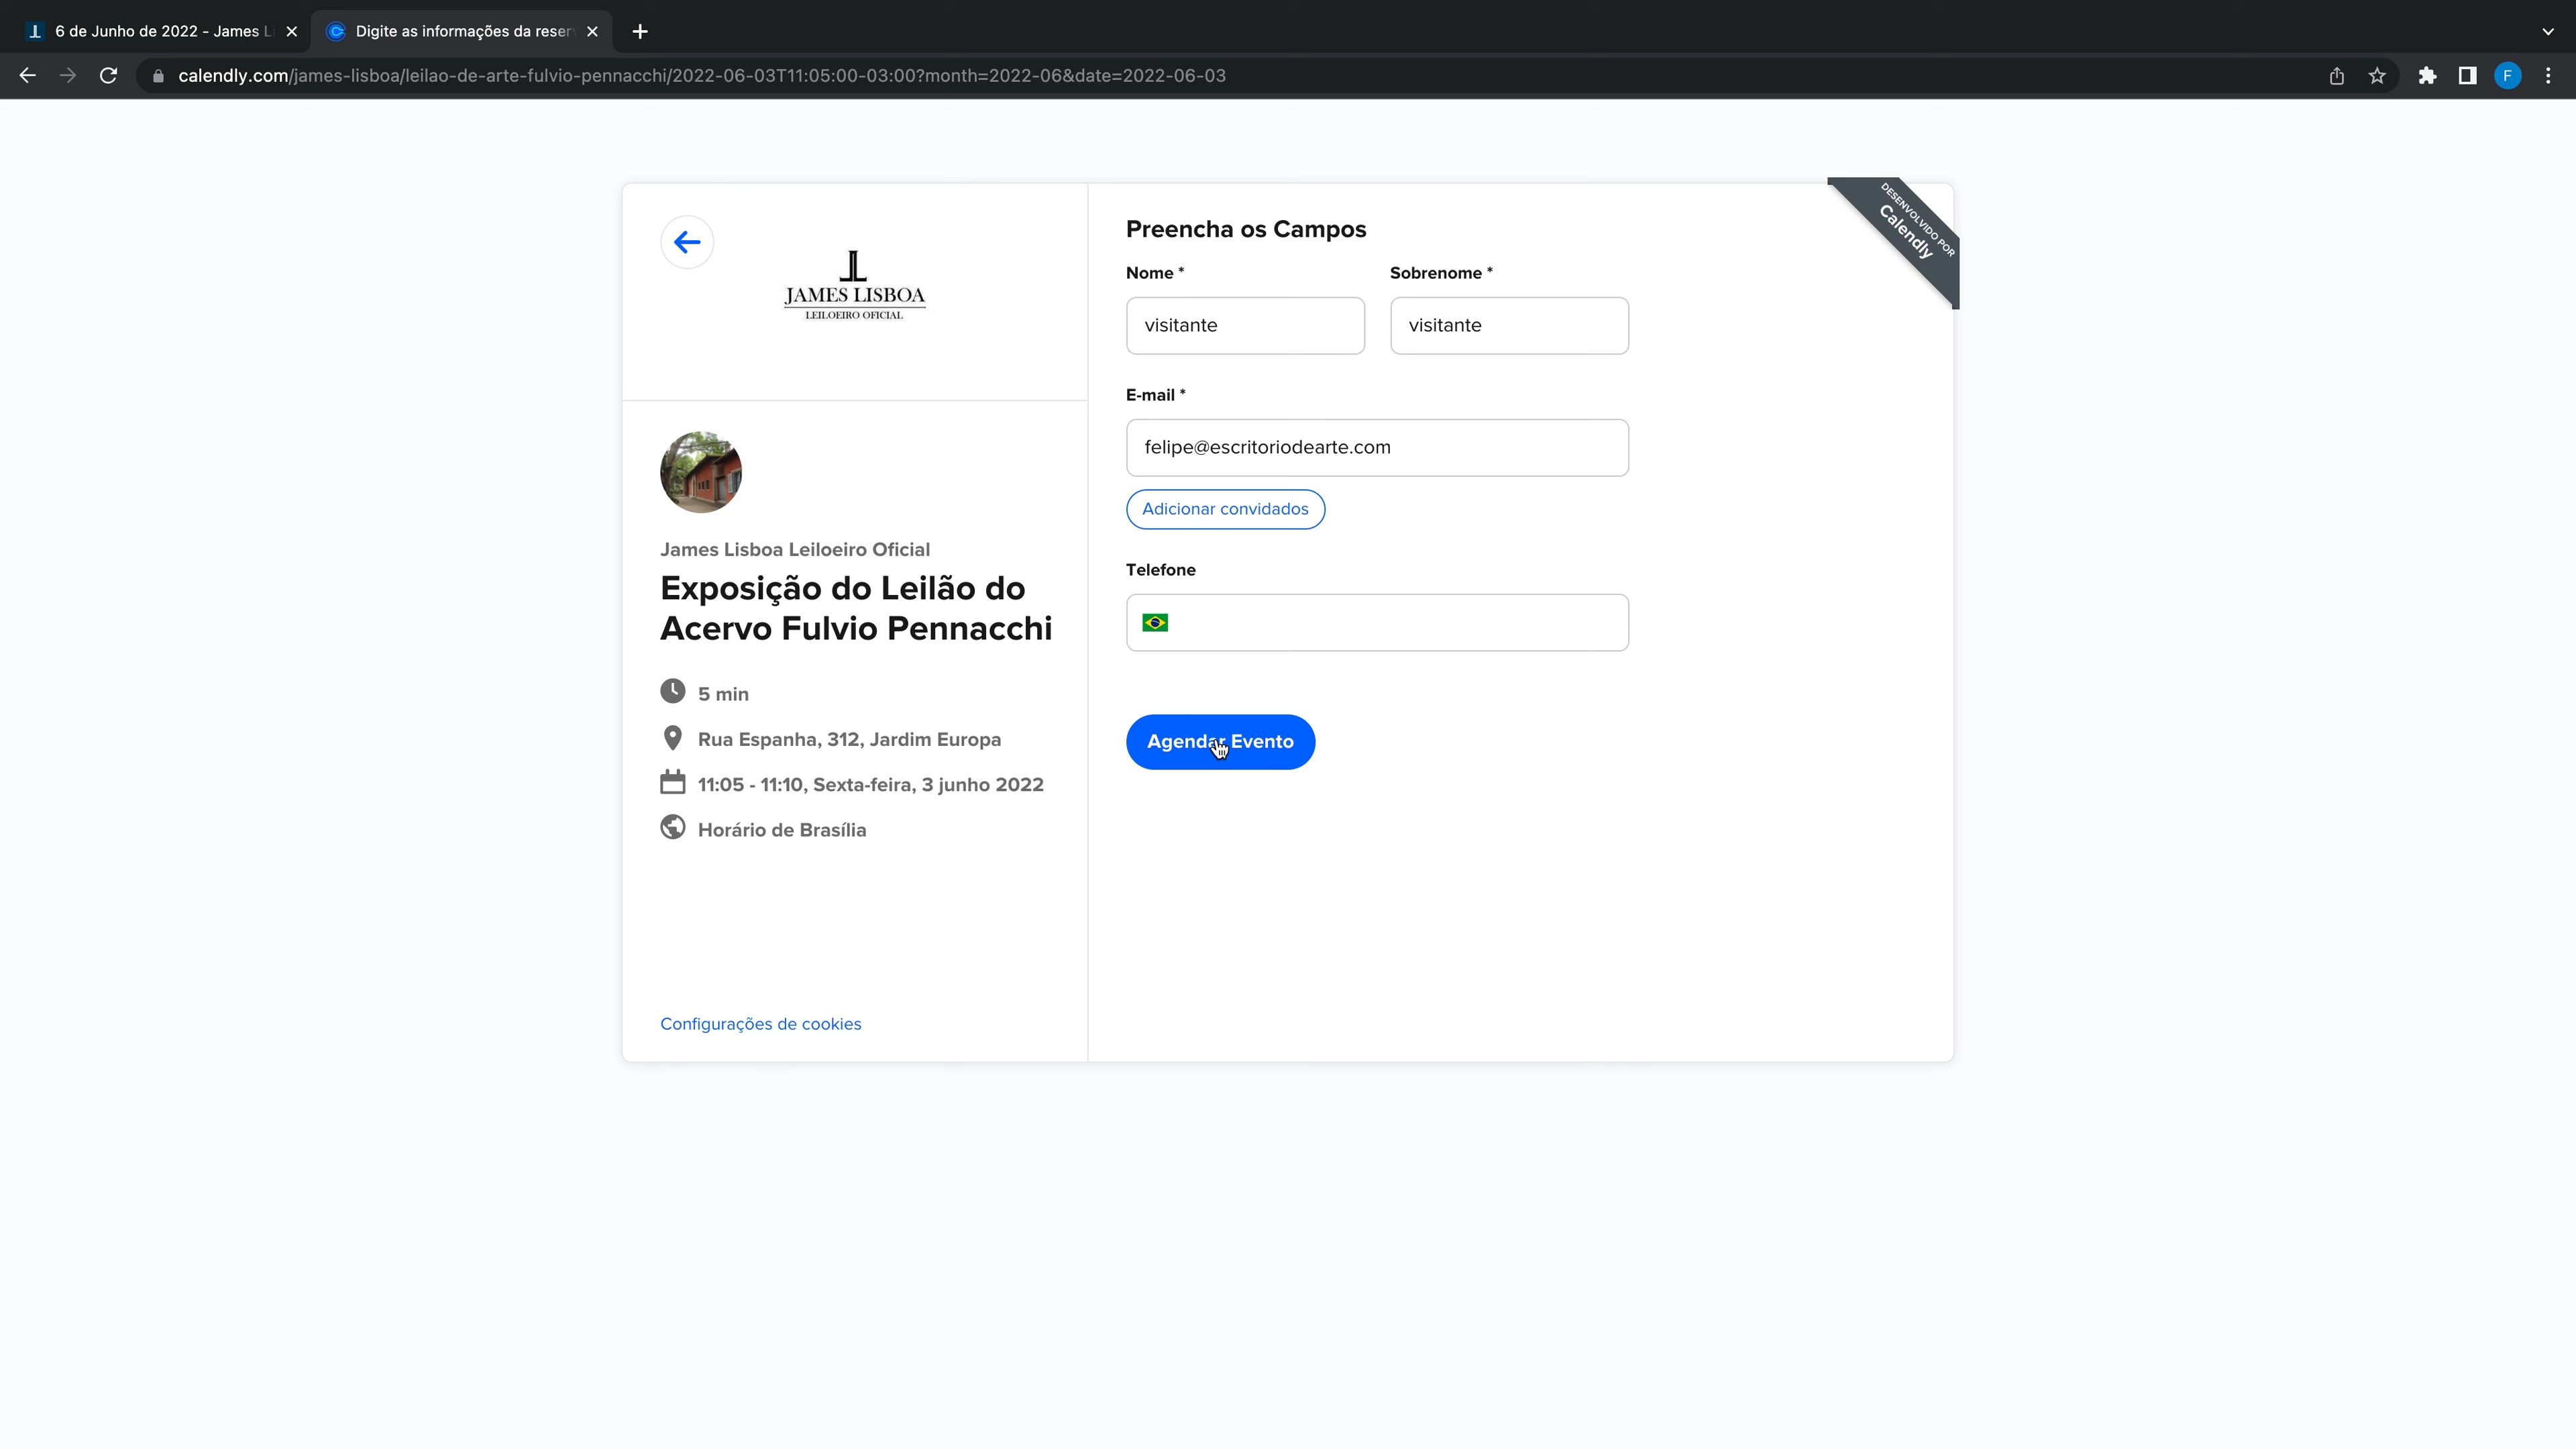 6 de Junho de 2022 - James Li
Digite as informações da reser
calendly.com/james-lisboa/leilao-de-arte-fulvio-pennacchi/2022-06-03T11:05:00-03:00?month=2022-06&date=2022-06-03
F
JAMES LISBOA
LEILOEIRO OFICIAL
James Lisboa Leiloeiro Oficial
Exposição do Leilão do
Acervo Fulvio Pennacchi
5 min
Rua Espanha, 312, Jardim Europa
11:05 - 11:10, Sexta-feira, 3 junho 2022
Horário de Brasília
Configurações de cookies
Preencha os Campos
Nome *
Sobrenome *
visitante
visitante
E-mail *
felipe@escritoriodearte.com
Adicionar convidados
Telefone
Agendar Evento
DESENVOLVIDO POR
Calendly